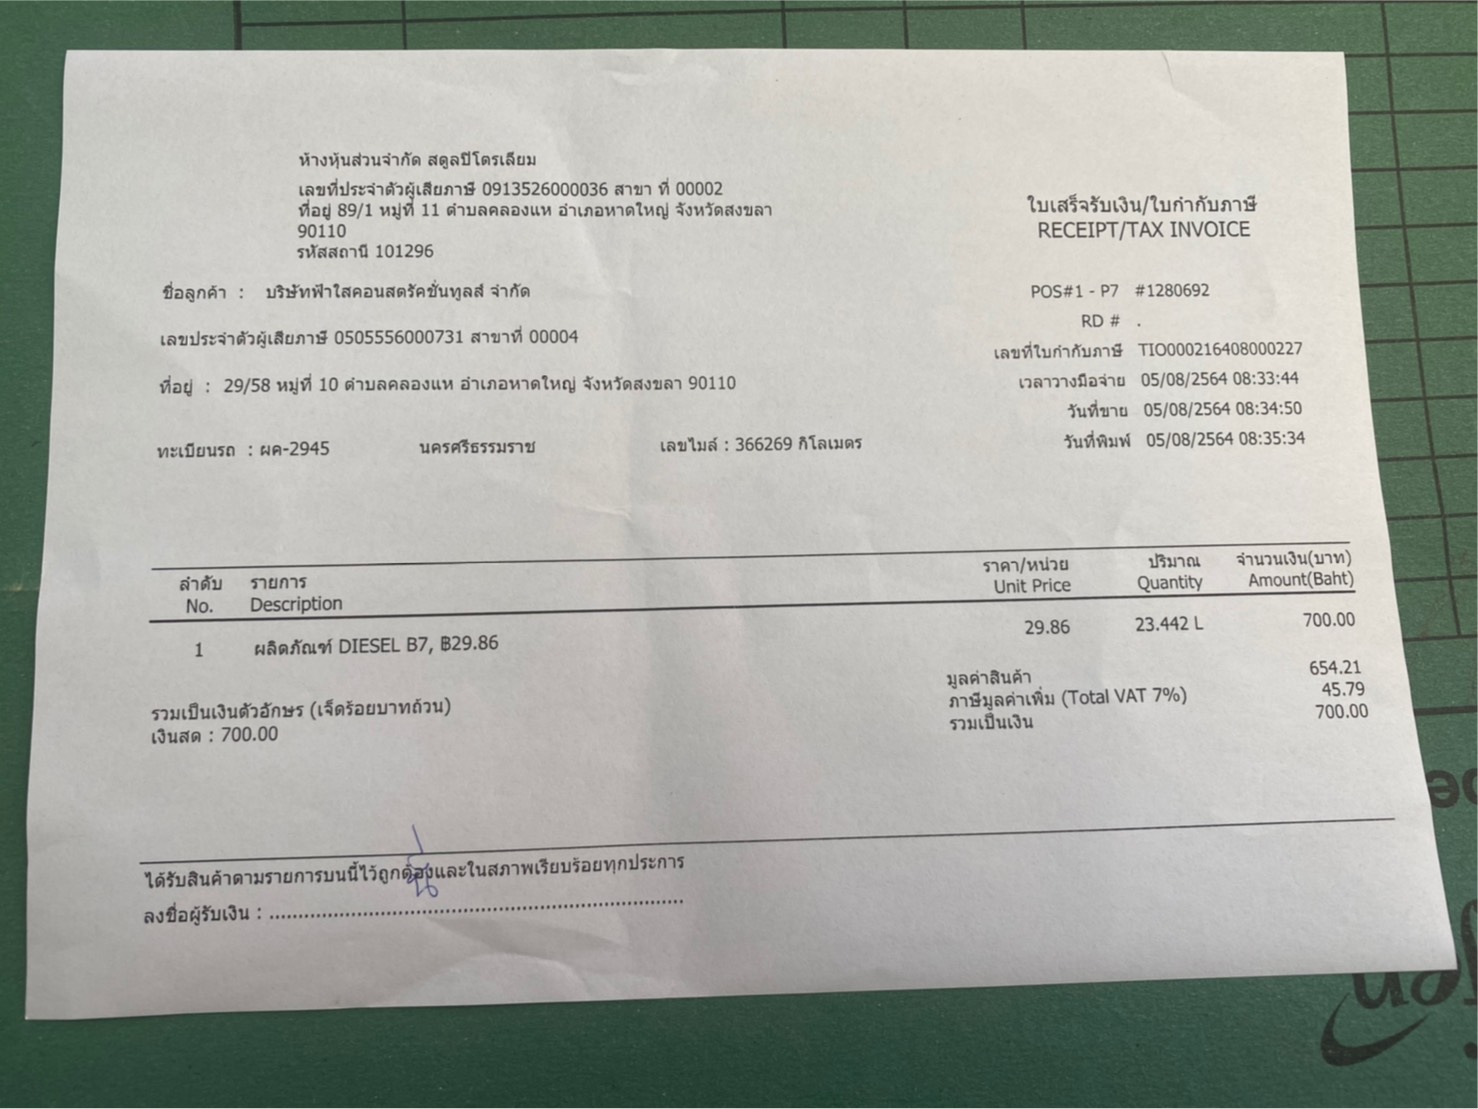 ห้างหุ้นส่วนจำกัด สตูลปิโตรเลียม
เลขที่ประจำตัวผู้เสียภาษี 0913526000036 สาขา ที่ 00002
ที่อยู่ 89/1 หมู่ที่ 11 ตำบลคลองแห อำเภอหาดใหญ่ จังหวัดสงขลา
90110
รหัสสถานี 101296
ใบเสร็จรับเงิน/ใบกำกับภาษี
RECEIPT/TAX INVOICE
ชื่อลูกค้า : บริษัทฟ้าใสคอนสตรัคชั่นทูลส์ จำกัด
เลขประจำตัวผู้เสียภาษี 0505556000731 สาขาที่ 00004
ที่อยู่ : 29/58 หมู่ที่ 10 ตำบลคลองแห อำเภอหาดใหญ่ จังหวัดสงขลา 90110
ทะเบียนรถ : ผค-2945 นครศรีธรรมราช เลขไมล์ : 366269 กิโลเมตร
POS#1 - P7 #1280692
RD # .
เลขที่ใบกำกับภาษี TIO000216408000227
เวลาวางมือจ่าย 05/08/2564 08:33:44
วันที่ขาย 05/08/2564 08:34:50
วันที่พิมพ์ 05/08/2564 08:35:34
ลำดับ รายการ ราคา/หน่วย ปริมาณ จำนวนเงิน(บาท)
No. Description Unit Price Quantity Amount(Baht)
1 ผลิตภัณฑ์ DIESEL B7, ฿29.86 29.86 23.442 L 700.00
มูลค่าสินค้า 654.21
ภาษีมูลค่าเพิ่ม (Total VAT 7%) 45.79
รวมเป็นเงิน 700.00
รวมเป็นเงินตัวอักษร (เจ็ดร้อยบาทถ้วน)
เงินสด : 700.00
ได้รับสินค้าตามรายการบนนี้ไว้ถูกต้องและในสภาพเรียบร้อยทุกประการ
ลงชื่อผู้รับเงิน : ......................................................................